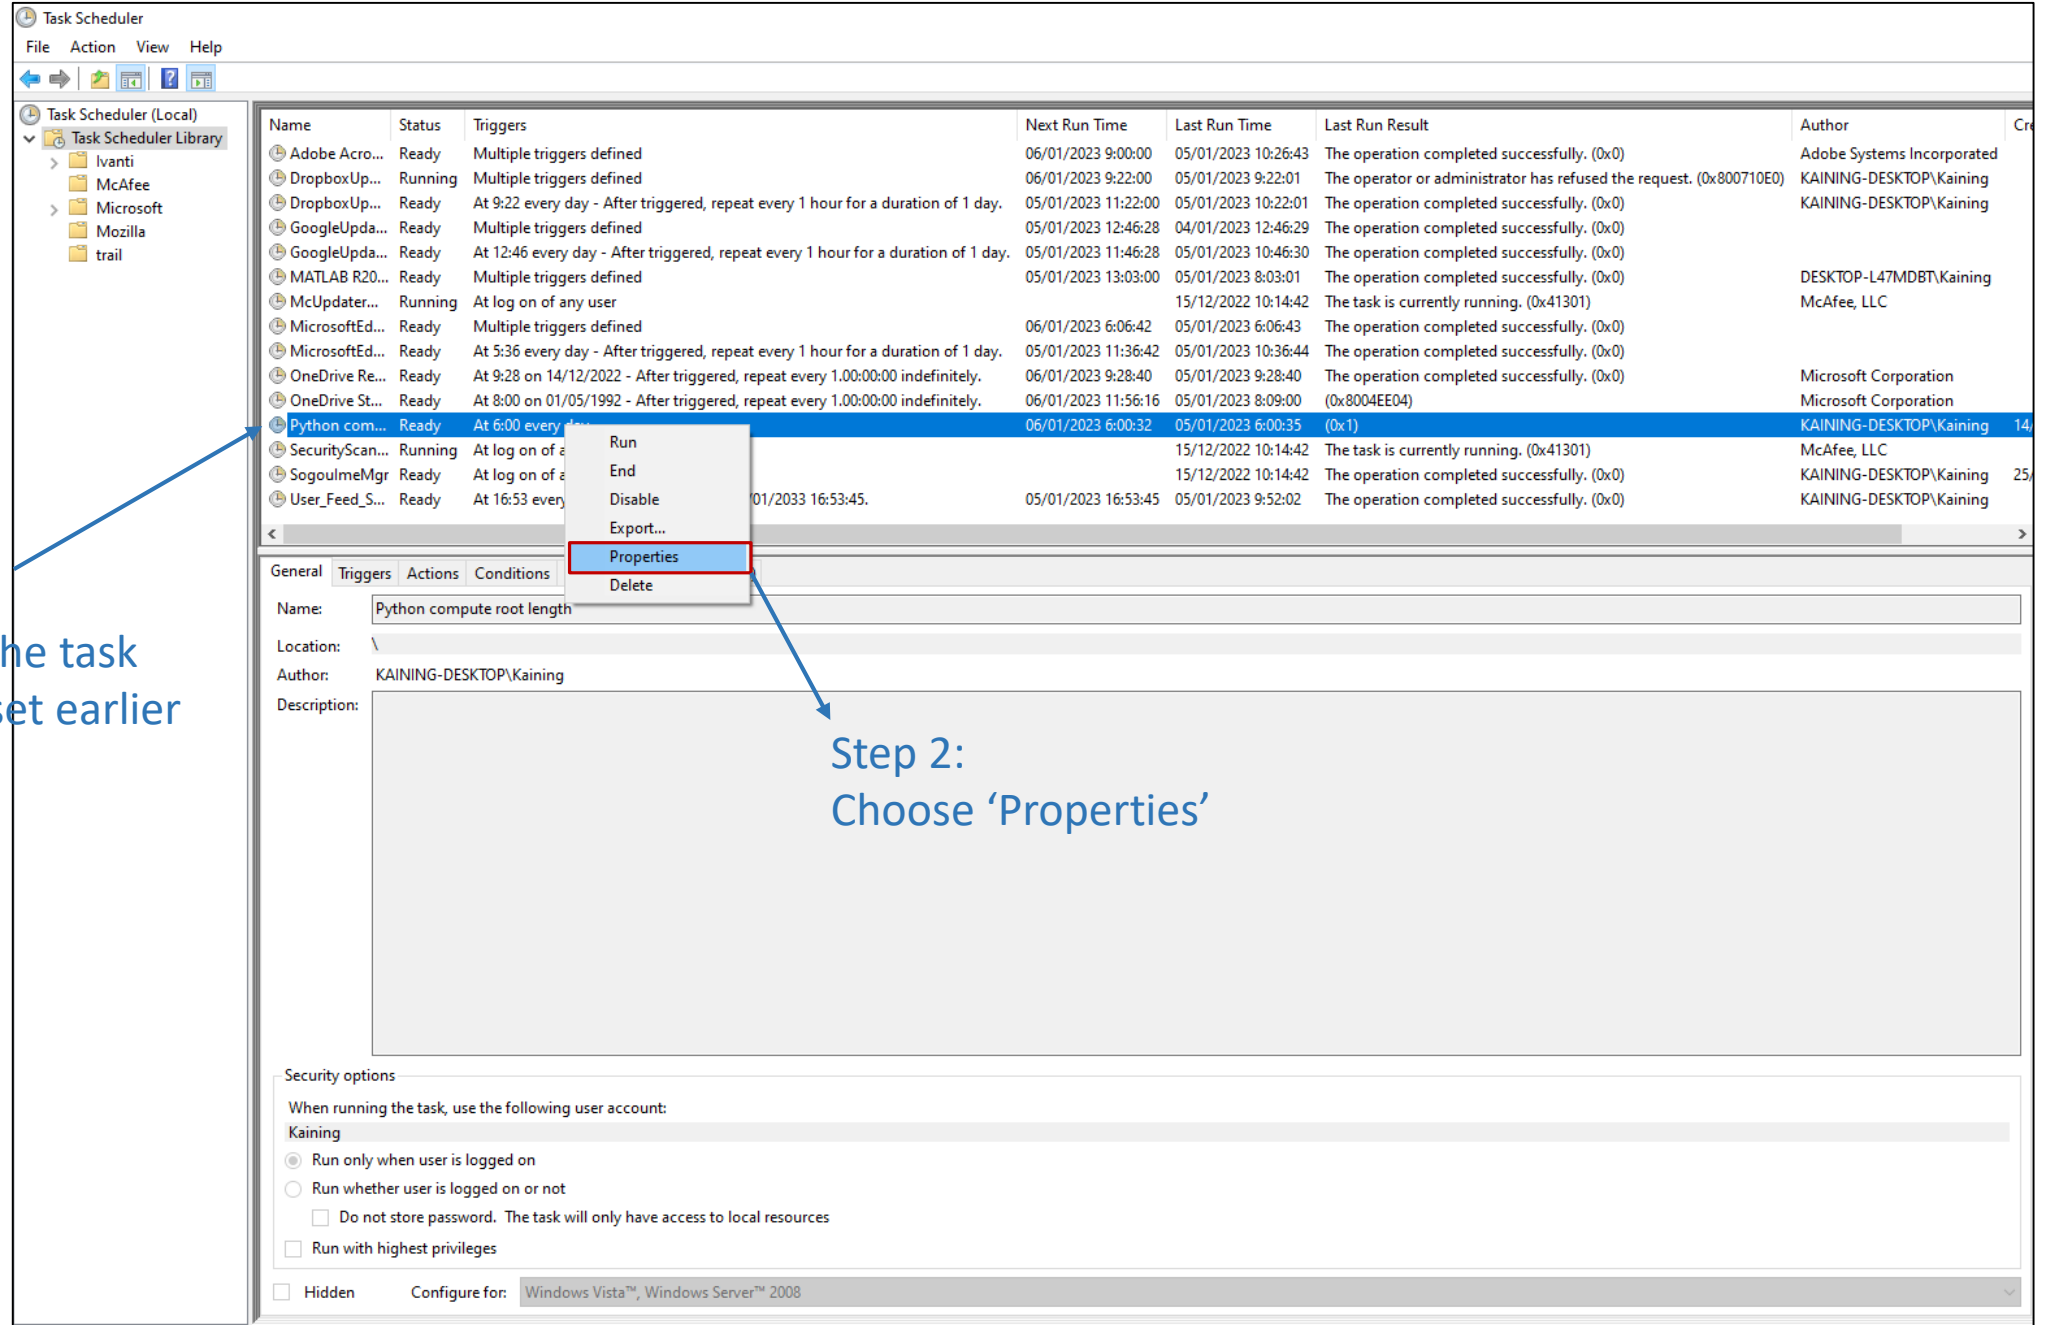 Task Scheduler
File Action View Help
Task Scheduler (Local)
Task Scheduler Library
Ivanti
McAfee
Microsoft
Mozilla
trail
Name Status Triggers Next Run Time Last Run Time Last Run Result Author Cre
Adobe Acro... Ready Multiple triggers defined 06/01/2023 9:00:00 05/01/2023 10:26:43 The operation completed successfully. (0x0) Adobe Systems Incorporated
DropboxUp... Running Multiple triggers defined 06/01/2023 9:22:00 05/01/2023 9:22:01 The operator or administrator has refused the request. (0x800710E0) KAINING-DESKTOP\Kaining
DropboxUp... Ready At 9:22 every day - After triggered, repeat every 1 hour for a duration of 1 day. 05/01/2023 11:22:00 05/01/2023 10:22:01 The operation completed successfully. (0x0) KAINING-DESKTOP\Kaining
GoogleUpda... Ready Multiple triggers defined 05/01/2023 12:46:28 04/01/2023 12:46:29 The operation completed successfully. (0x0)
GoogleUpda... Ready At 12:46 every day - After triggered, repeat every 1 hour for a duration of 1 day. 05/01/2023 11:46:28 05/01/2023 10:46:30 The operation completed successfully. (0x0)
MATLAB R20... Ready Multiple triggers defined 05/01/2023 13:03:00 05/01/2023 8:03:01 The operation completed successfully. (0x0) DESKTOP-L47MDBT\Kaining
McUpdater... Running At log on of any user 15/12/2022 10:14:42 The task is currently running. (0x41301) McAfee, LLC
MicrosoftEd... Ready Multiple triggers defined 06/01/2023 6:06:42 05/01/2023 6:06:43 The operation completed successfully. (0x0)
MicrosoftEd... Ready At 5:36 every day - After triggered, repeat every 1 hour for a duration of 1 day. 05/01/2023 11:36:42 05/01/2023 10:36:44 The operation completed successfully. (0x0)
OneDrive Re... Ready At 9:28 on 14/12/2022 - After triggered, repeat every 1.00:00:00 indefinitely. 06/01/2023 9:28:40 05/01/2023 9:28:40 The operation completed successfully. (0x0) Microsoft Corporation
OneDrive St... Ready At 8:00 on 01/05/1992 - After triggered, repeat every 1.00:00:00 indefinitely. 06/01/2023 11:56:16 05/01/2023 8:09:00 (0x8004EE04) Microsoft Corporation
Python com... Ready At 6:00 every day 06/01/2023 6:00:32 05/01/2023 6:00:35 (0x1) KAINING-DESKTOP\Kaining 14/
SecurityScan... Running At log on of a 15/12/2022 10:14:42 The task is currently running. (0x41301) McAfee, LLC
SogouImeMgr Ready At log on of a 15/12/2022 10:14:42 The operation completed successfully. (0x0) KAINING-DESKTOP\Kaining 25/
User_Feed_S... Ready At 16:53 every /01/2033 16:53:45. 05/01/2023 16:53:45 05/01/2023 9:52:02 The operation completed successfully. (0x0) KAINING-DESKTOP\Kaining
Run
End
Disable
Export...
Properties
Delete
General Triggers Actions Conditions
Name: Python compute root length
Location: \
Author: KAINING-DESKTOP\Kaining
Description:
he task
set earlier
Step 2:
Choose ‘Properties’
Security options
When running the task, use the following user account:
Kaining
Run only when user is logged on
Run whether user is logged on or not
Do not store password. The task will only have access to local resources
Run with highest privileges
Hidden Configure for: Windows Vista™, Windows Server™ 2008